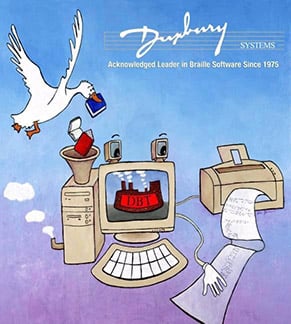 Duxbury
SYSTEMS
Acknowledged Leader in Braille Software Since 1975
DBT